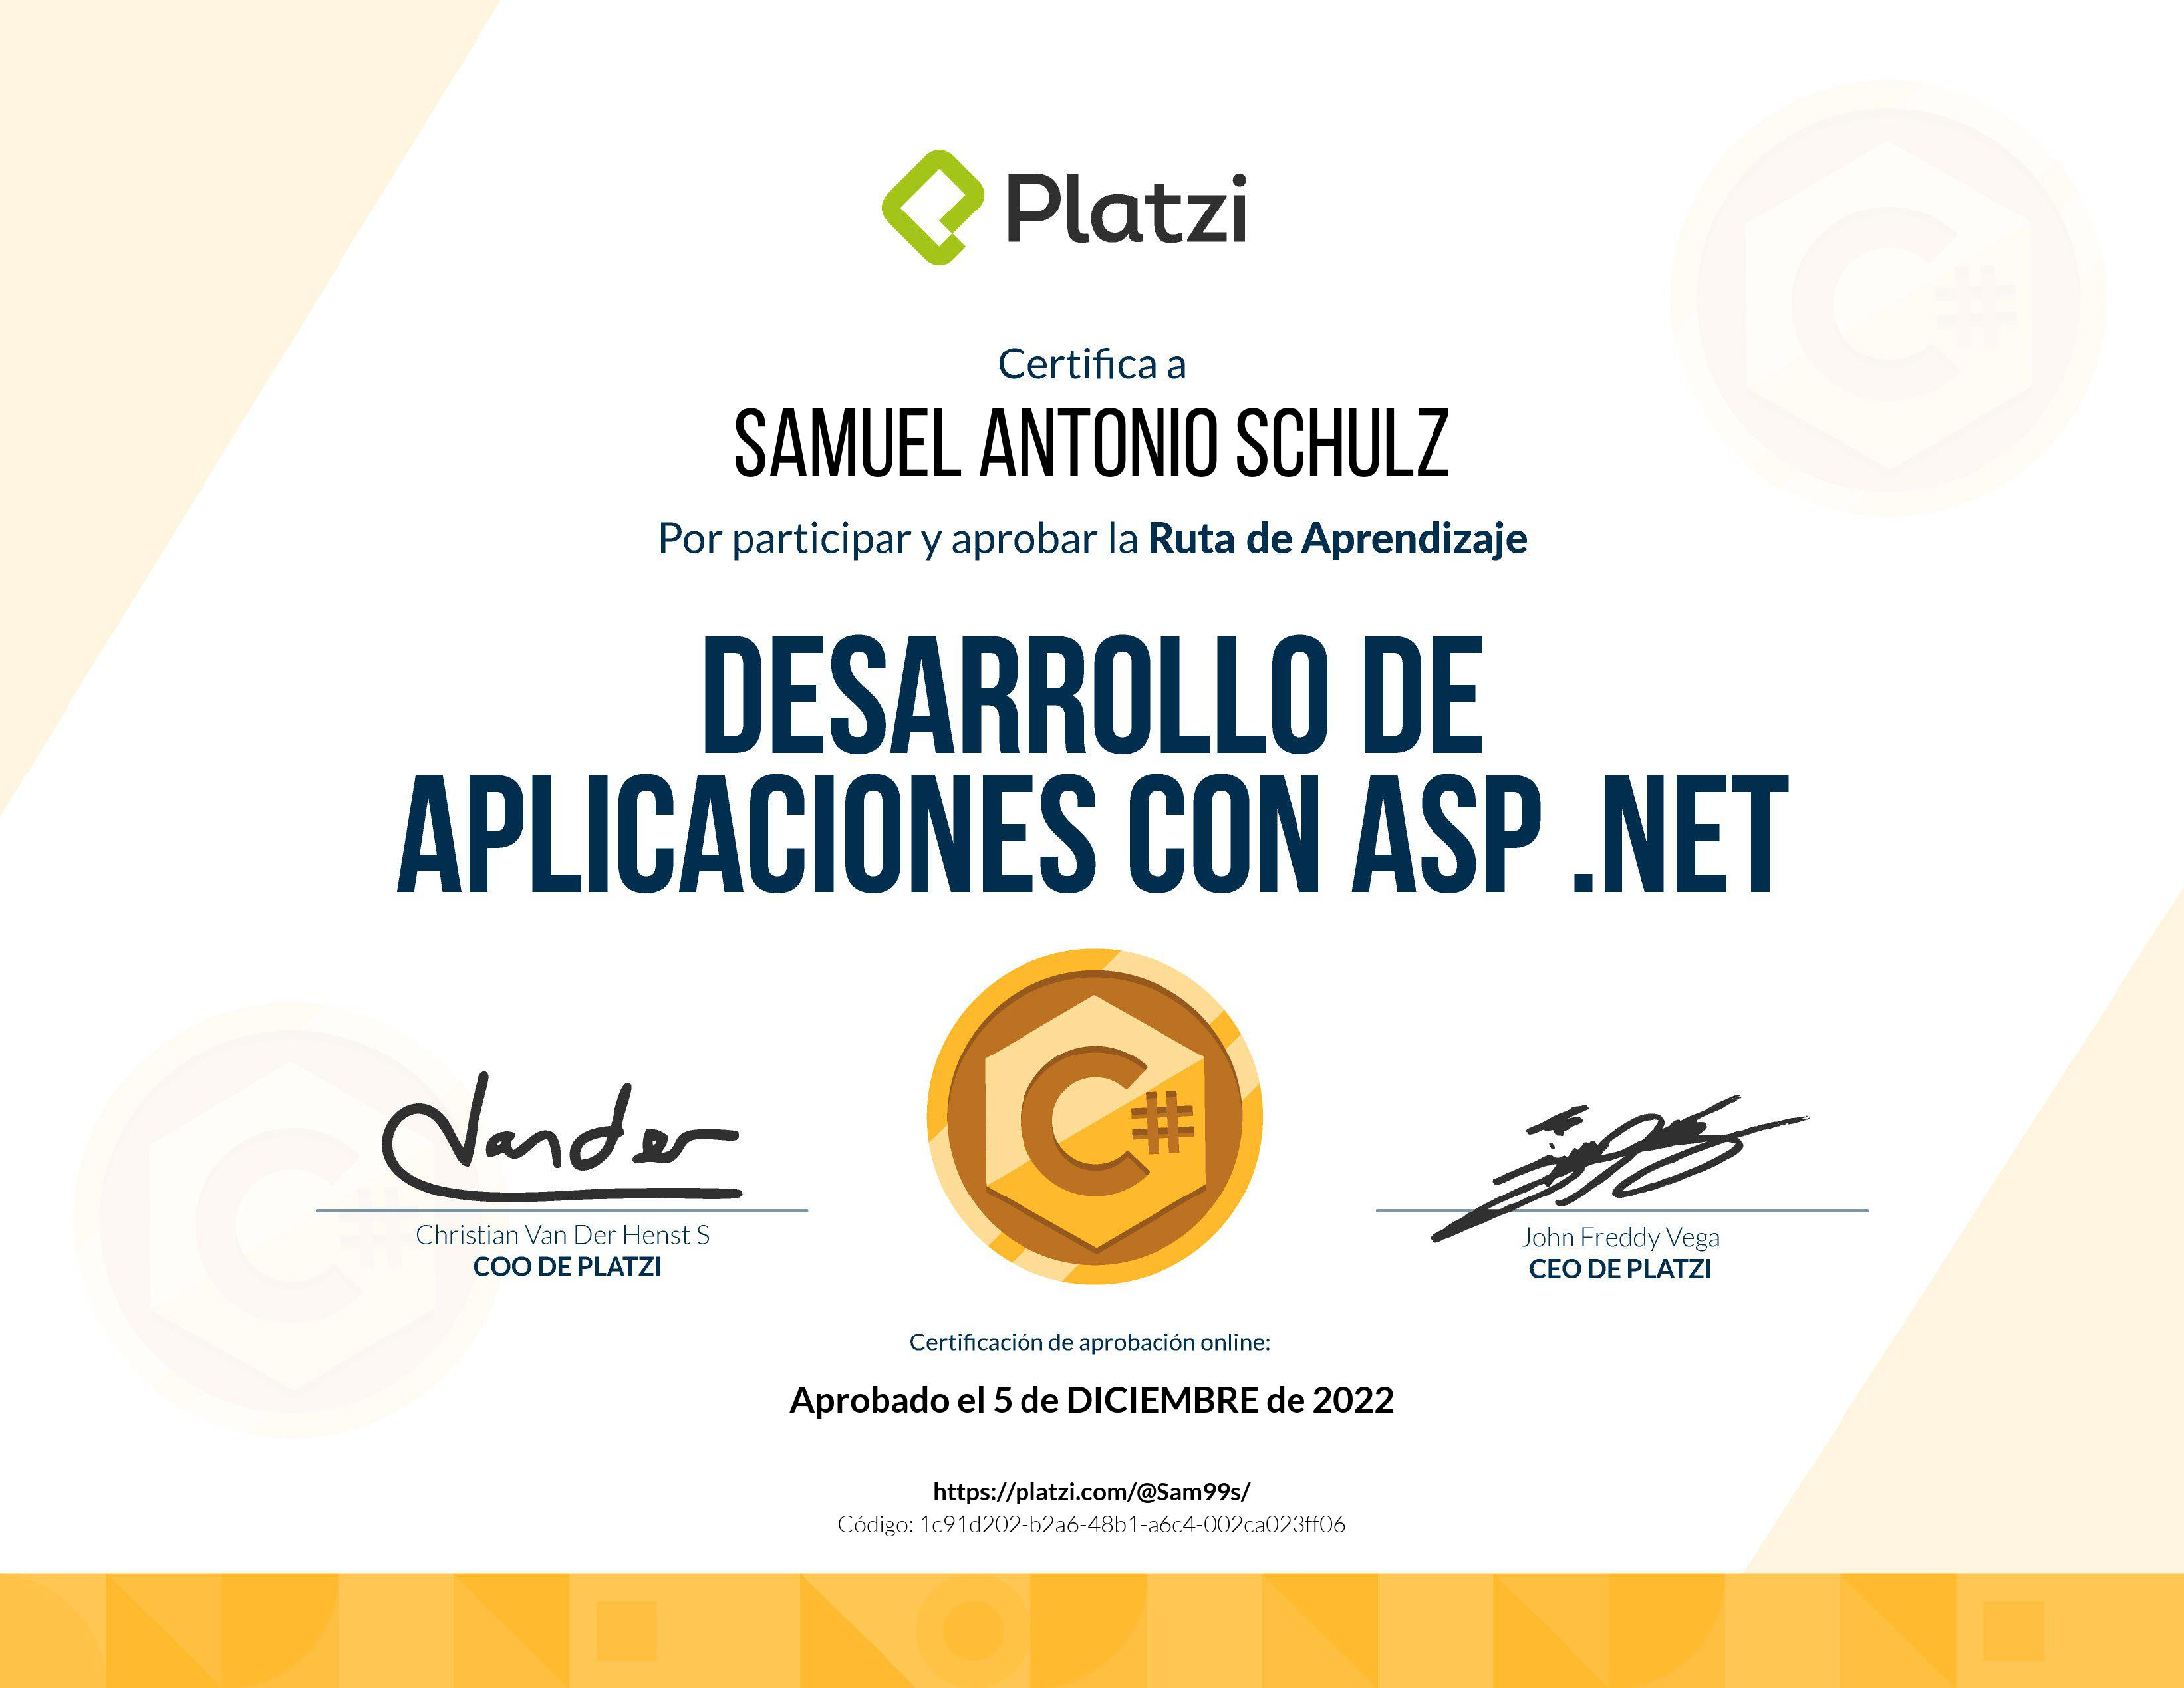 Platzi
Certifica a
SAMUEL ANTONIO SCHULZ
Por participar y aprobar la Ruta de Aprendizaje
DESARROLLO DE
APLICACIONES CON ASP .NET
C#
Vander
Christian Van Der Henst S
COO DE PLATZI
John Freddy Vega
CEO DE PLATZI
Certificación de aprobación online:
Aprobado el 5 de DICIEMBRE de 2022
https://platzi.com/@Sam99s/
Código: 1c91d202-b2a6-48b1-a6c4-002ca023ff06